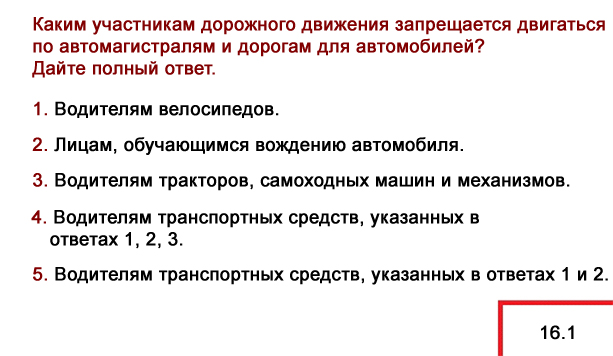 Каким участникам дорожного движения запрещается двигаться
по автомагистралям и дорогам для автомобилей?
Дайте полный ответ.
1. Водителям велосипедов.
2. Лицам, обучающимся вождению автомобиля.
3. Водителям тракторов, самоходных машин и механизмов.
4. Водителям транспортных средств, указанных в
ответах 1, 2, 3.
5. Водителям транспортных средств, указанных в ответах 1 и 2.
16.1